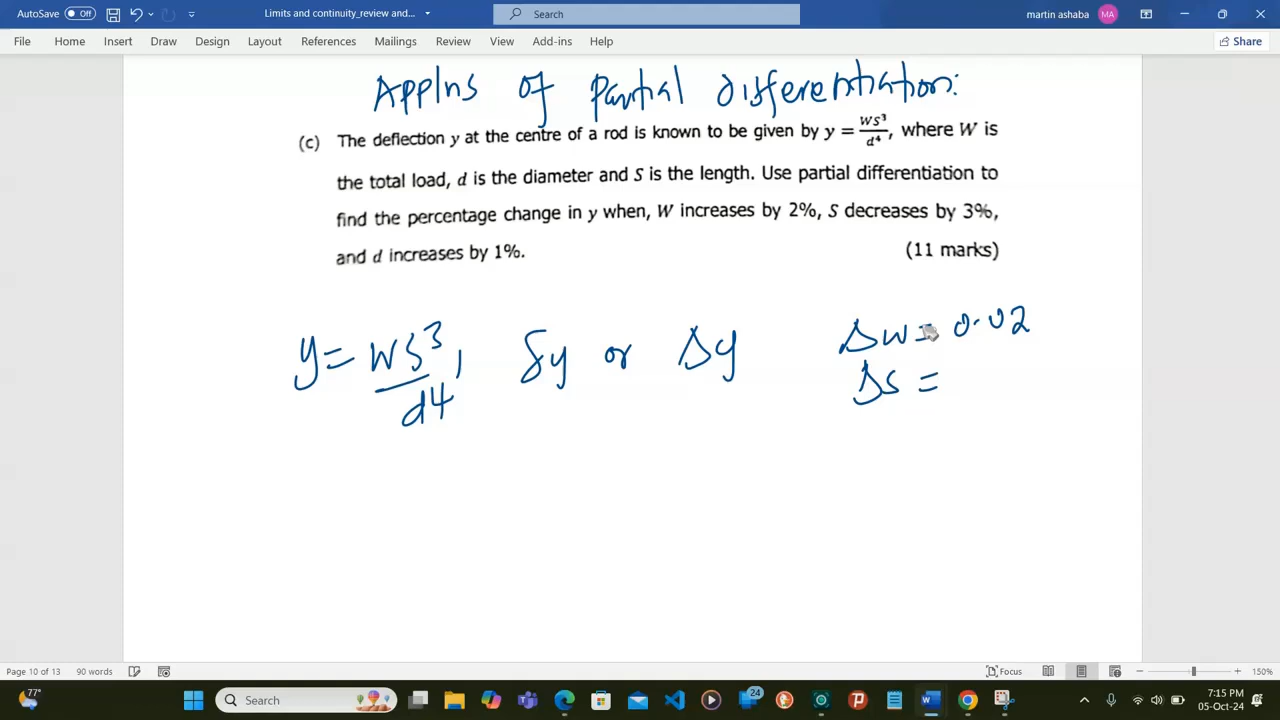 AutoSave Off Limits and continuity_review and... Search martin ashaba MA
File Home Insert Draw Design Layout References Mailings Review View Add-ins Help Share
Applns of Partial differentiation:
(c) The deflection y at the centre of a rod is known to be given by y = WS³/d⁴, where W is
the total load, d is the diameter and S is the length. Use partial differentiation to
find the percentage change in y when, W increases by 2%, S decreases by 3%,
and d increases by 1%. (11 marks)
y = WS³/d4, δy or Δy ΔW = 0.02
ΔS =
Page 10 of 13 90 words Focus 150%
77° Search 24 7:15 PM
05-Oct-24